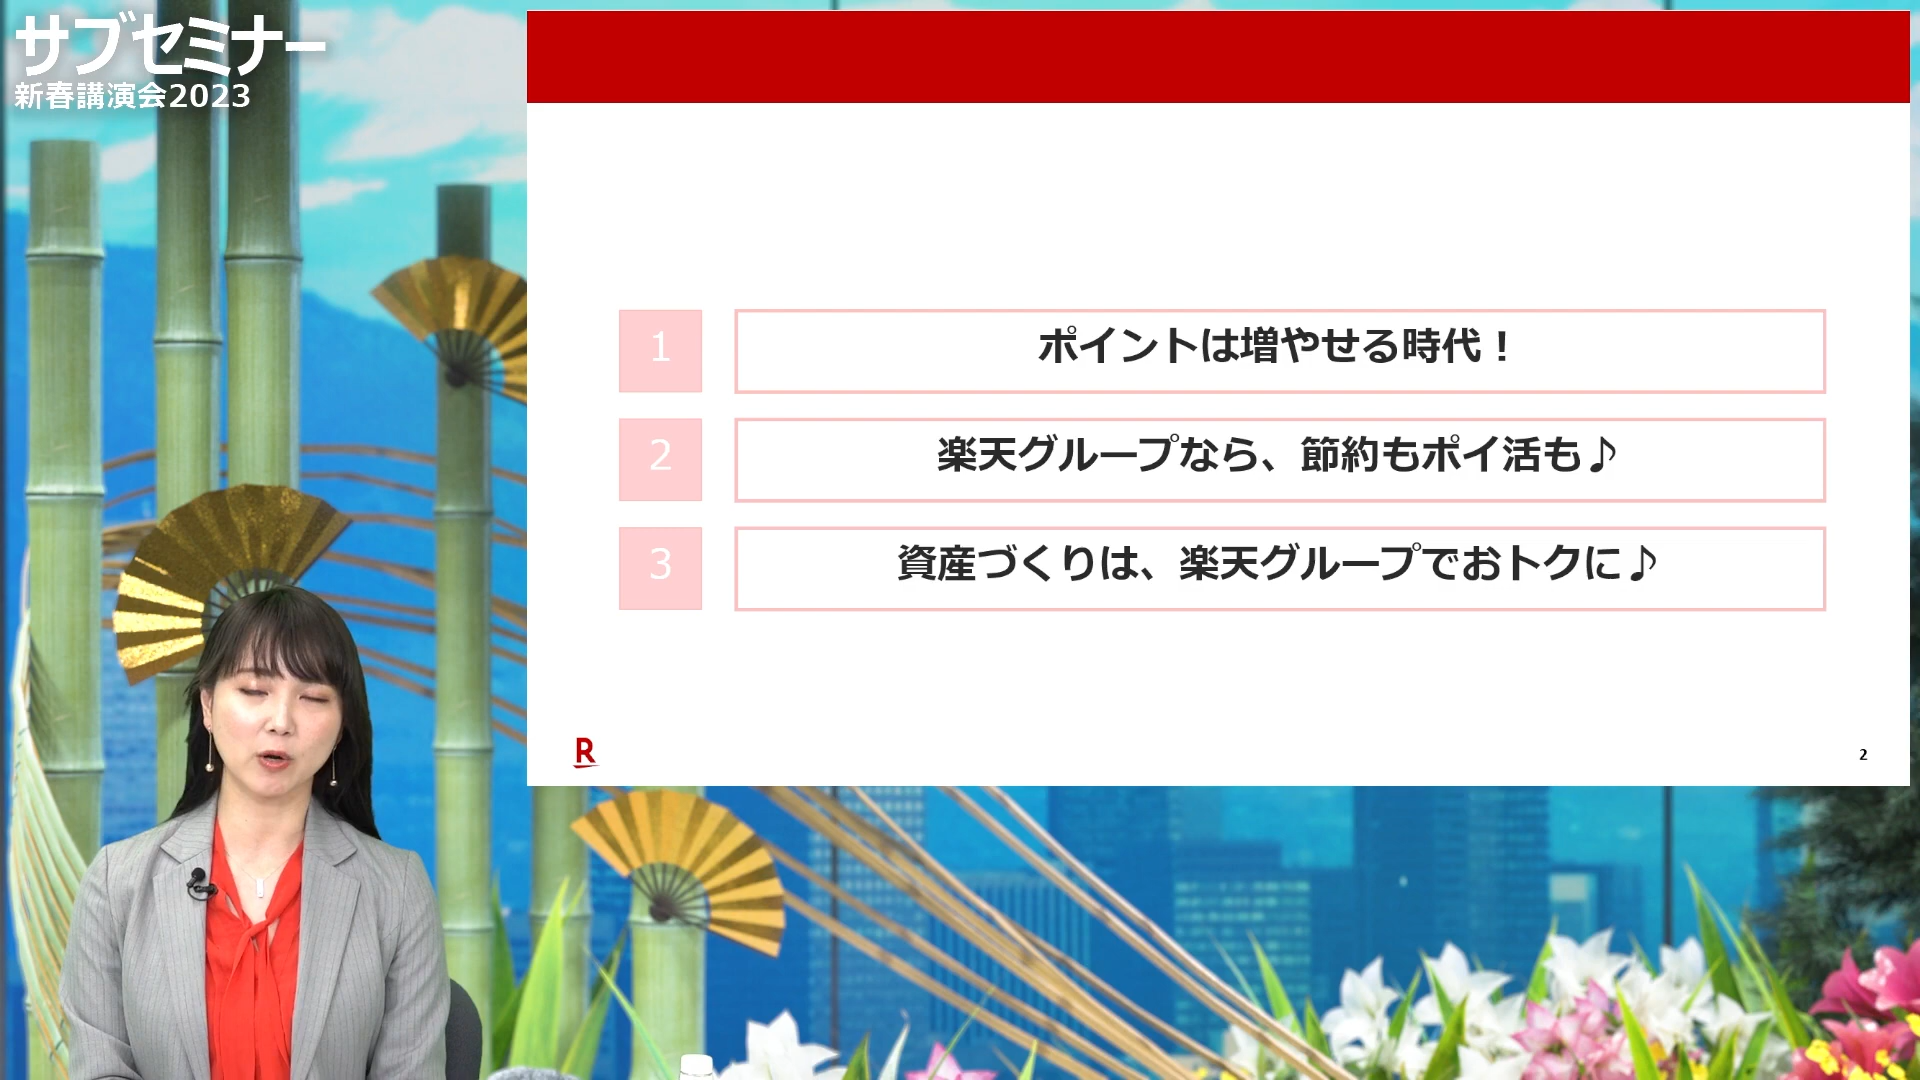 サブセミナー
新春講演会2023
1
ポイントは増やせる時代！
2
楽天グループなら、節約もポイ活も♪
3
資産づくりは、楽天グループでおトクに♪
R
2